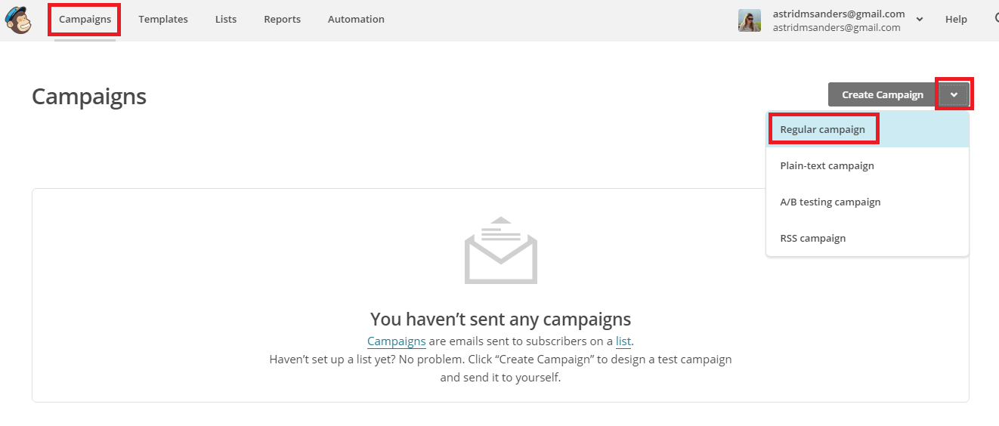 Campaigns Templates Lists Reports Automation astridmsanders@gmail.com Help
astridmsanders@gmail.com
Campaigns
Create Campaign
Regular campaign
Plain-text campaign
A/B testing campaign
RSS campaign
You haven’t sent any campaigns
Campaigns are emails sent to subscribers on a list.
Haven’t set up a list yet? No problem. Click “Create Campaign” to design a test campaign
and send it to yourself.